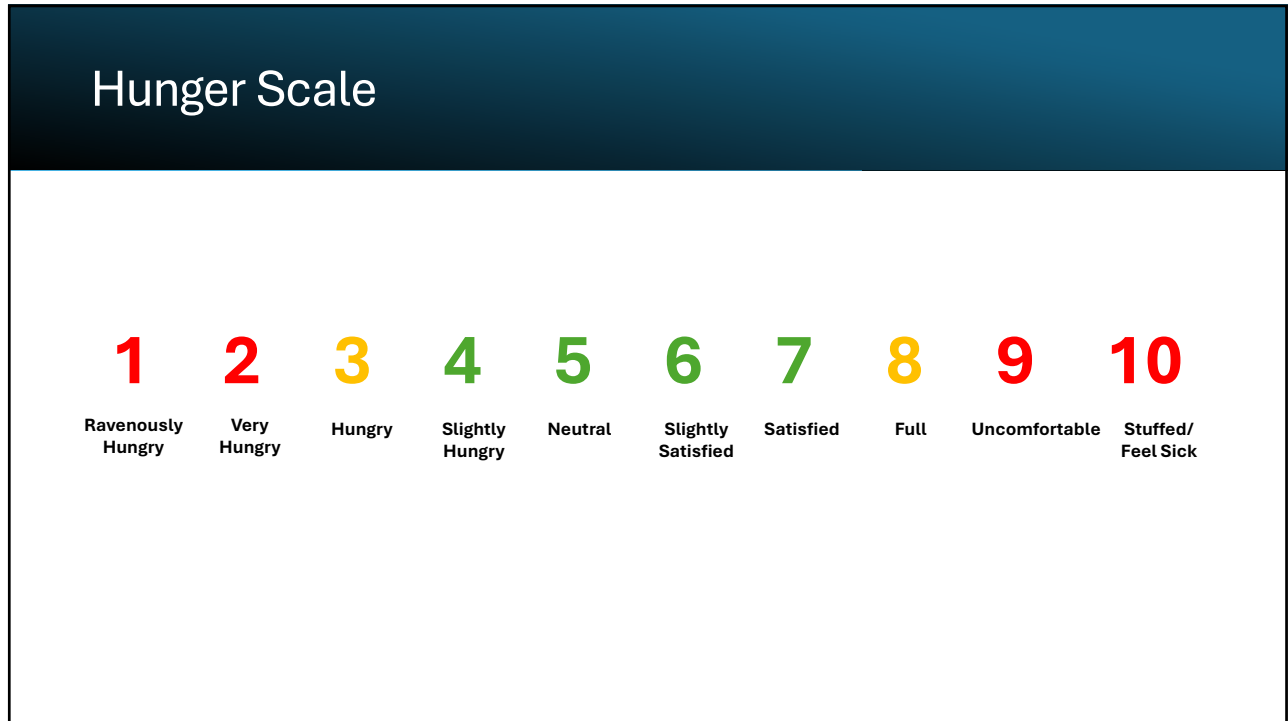 Hunger Scale
1 2 3 4 5 6 7 8 9 10
Ravenously Hungry
Very Hungry
Hungry
Slightly Hungry
Neutral
Slightly Satisfied
Satisfied
Full
Uncomfortable
Stuffed/ Feel Sick